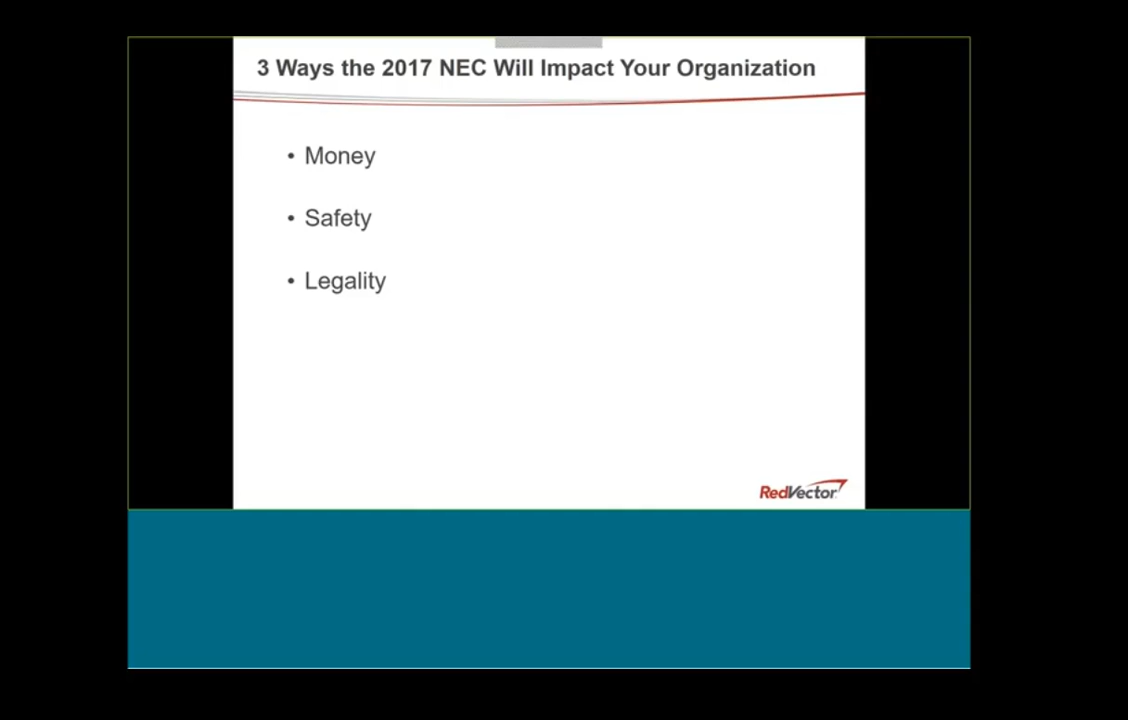 3 Ways the 2017 NEC Will Impact Your Organization
• Money
• Safety
• Legality
RedVector